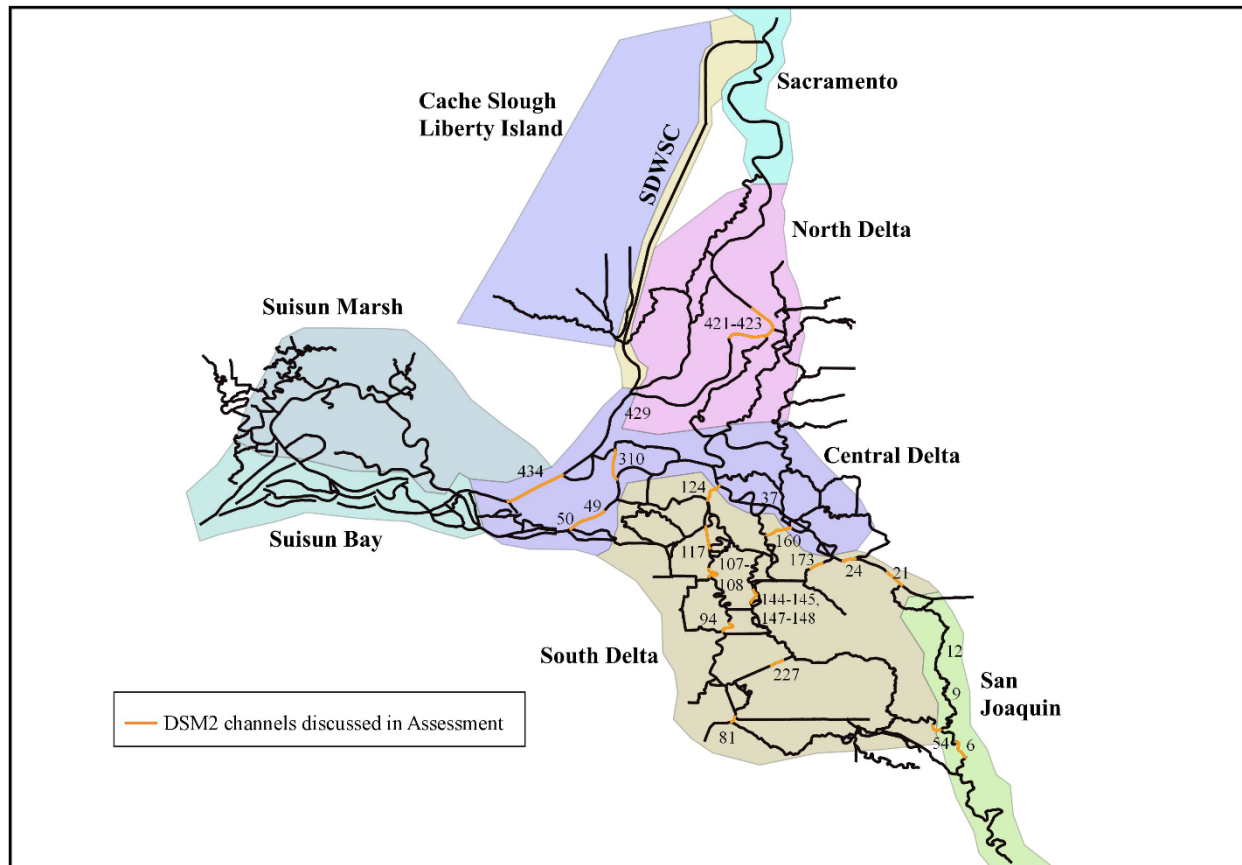 Sacramento
Cache Slough
Liberty Island
SDWSC
North Delta
Suisun Marsh
421-423
429
Central Delta
434
310
124
37
49
50
160
Suisun Bay
117
107-
108
173
24
21
144-145,
147-148
94
South Delta
12
227
9
San
Joaquin
DSM2 channels discussed in Assessment
81
54
6